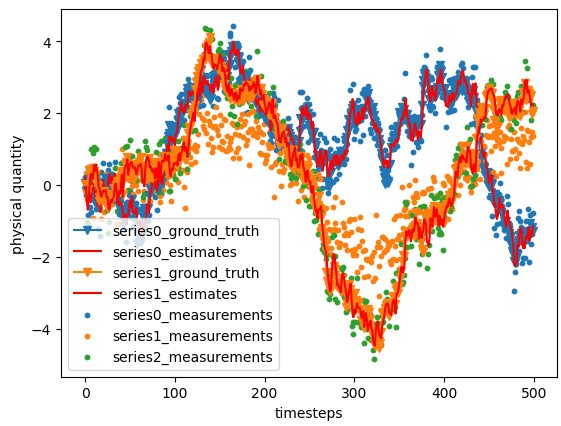 4
2
0
−2
−4
physical quantity
series0_ground_truth
series0_estimates
series1_ground_truth
series1_estimates
series0_measurements
series1_measurements
series2_measurements
0
100
200
300
400
500
timesteps